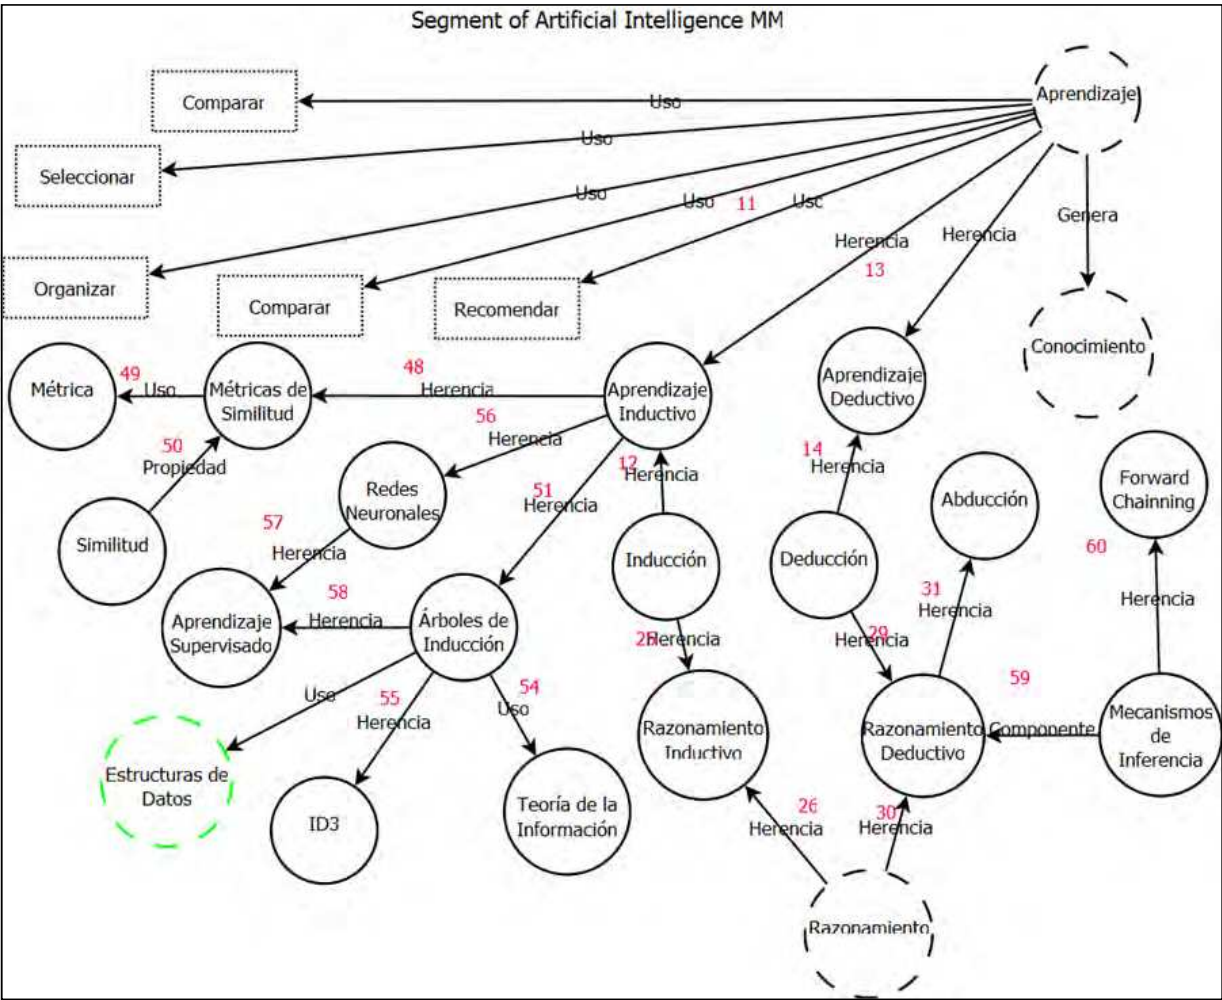 Segment of Artificial Intelligence MM
Aprendizaje
Comparar
Uso
Uso
Seleccionar
Uso
Uso
11
Usc
Genera
Herencia
Herencia
13
Organizar
Comparar
Recomendar
Conocimiento
Métrica
49
Uso
Métricas de
Similitud
48
Herencia
Aprendizaje
Inductivo
Aprendizaje
Deductivo
56
Herencia
50
Propiedad
12
Herencia
14
Herencia
Forward
Chainning
Redes
Neuronales
51
Herencia
Abducción
Similitud
57
Herencia
Inducción
Deducción
60
58
Herencia
31
Herencia
Herencia
Aprendizaje
Supervisado
Árboles de
Inducción
Herencia
29
Herencia
Uso
55
Herencia
54
Uso
59
Componente
Razonamiento
Inductivo
Razonamiento
Deductivo
Mecanismos
de
Inferencia
Estructuras de
Datos
ID3
Teoría de la
Información
26
Herencia
30
Herencia
Razonamiento